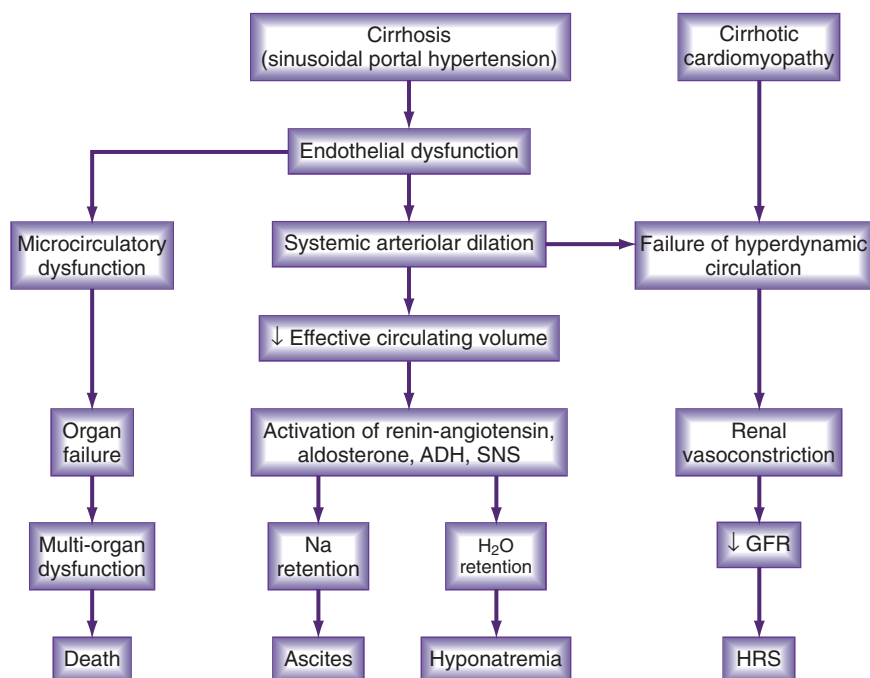 Cirrhosis
(sinusoidal portal hypertension)
Cirrhotic
cardiomyopathy
Endothelial dysfunction
Microcirculatory
dysfunction
Systemic arteriolar dilation
Failure of hyperdynamic
circulation
↓ Effective circulating volume
Organ
failure
Activation of renin-angiotensin,
aldosterone, ADH, SNS
Renal
vasoconstriction
Multi-organ
dysfunction
Na
retention
H₂O
retention
↓ GFR
Death
Ascites
Hyponatremia
HRS